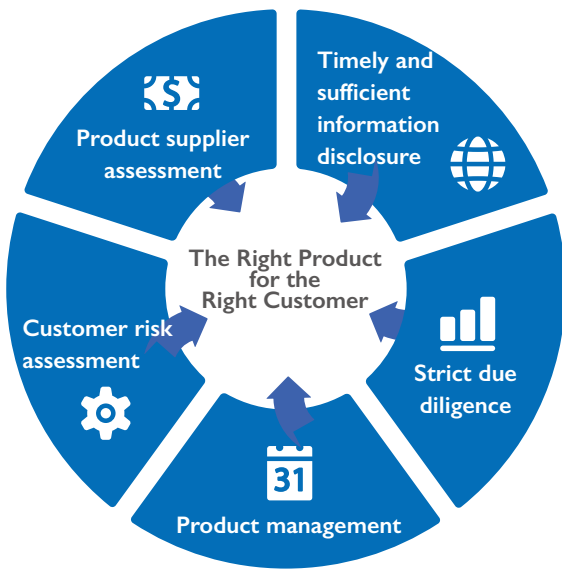 Timely and
sufficient
information
disclosure
$
Product supplier
assessment
The Right Product
for the
Right Customer
Customer risk
assessment
Strict due
diligence
31
Product management